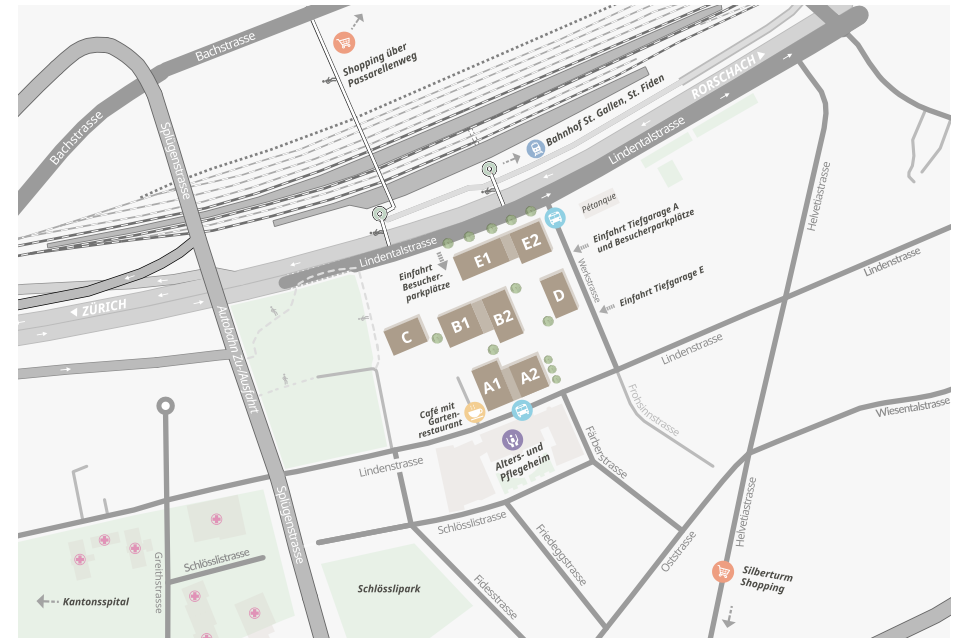 Bachstrasse
Shopping über
Passarellenweg
RORSCHACH
Bachstrasse
Splügenstrasse
Bahnhof St. Gallen, St. Fiden
Lindentalstrasse
Helvetiastrasse
Pétanque
Einfahrt Tiefgarage A
und Besucherparkplätze
Lindentalstrasse
E1
E2
Einfahrt
Besucher-
parkplätze
Werkstrasse
Einfahrt Tiefgarage E
Lindenstrasse
ZÜRICH
D
C
B1
B2
Autobahn Zu-/Ausfahrt
Lindenstrasse
A1
A2
Frohsinnstrasse
Wiesentalstrasse
Café mit
Garten-
restaurant
Färberstrasse
Alters- und
Pflegeheim
Lindenstrasse
Splügenstrasse
Schlösslistrasse
Friedeggstrasse
Oststrasse
Helvetiastrasse
Schlösslistrasse
Greithstrasse
Fidesstrasse
Schlösslipark
Kantonsspital
Silberturm
Shopping